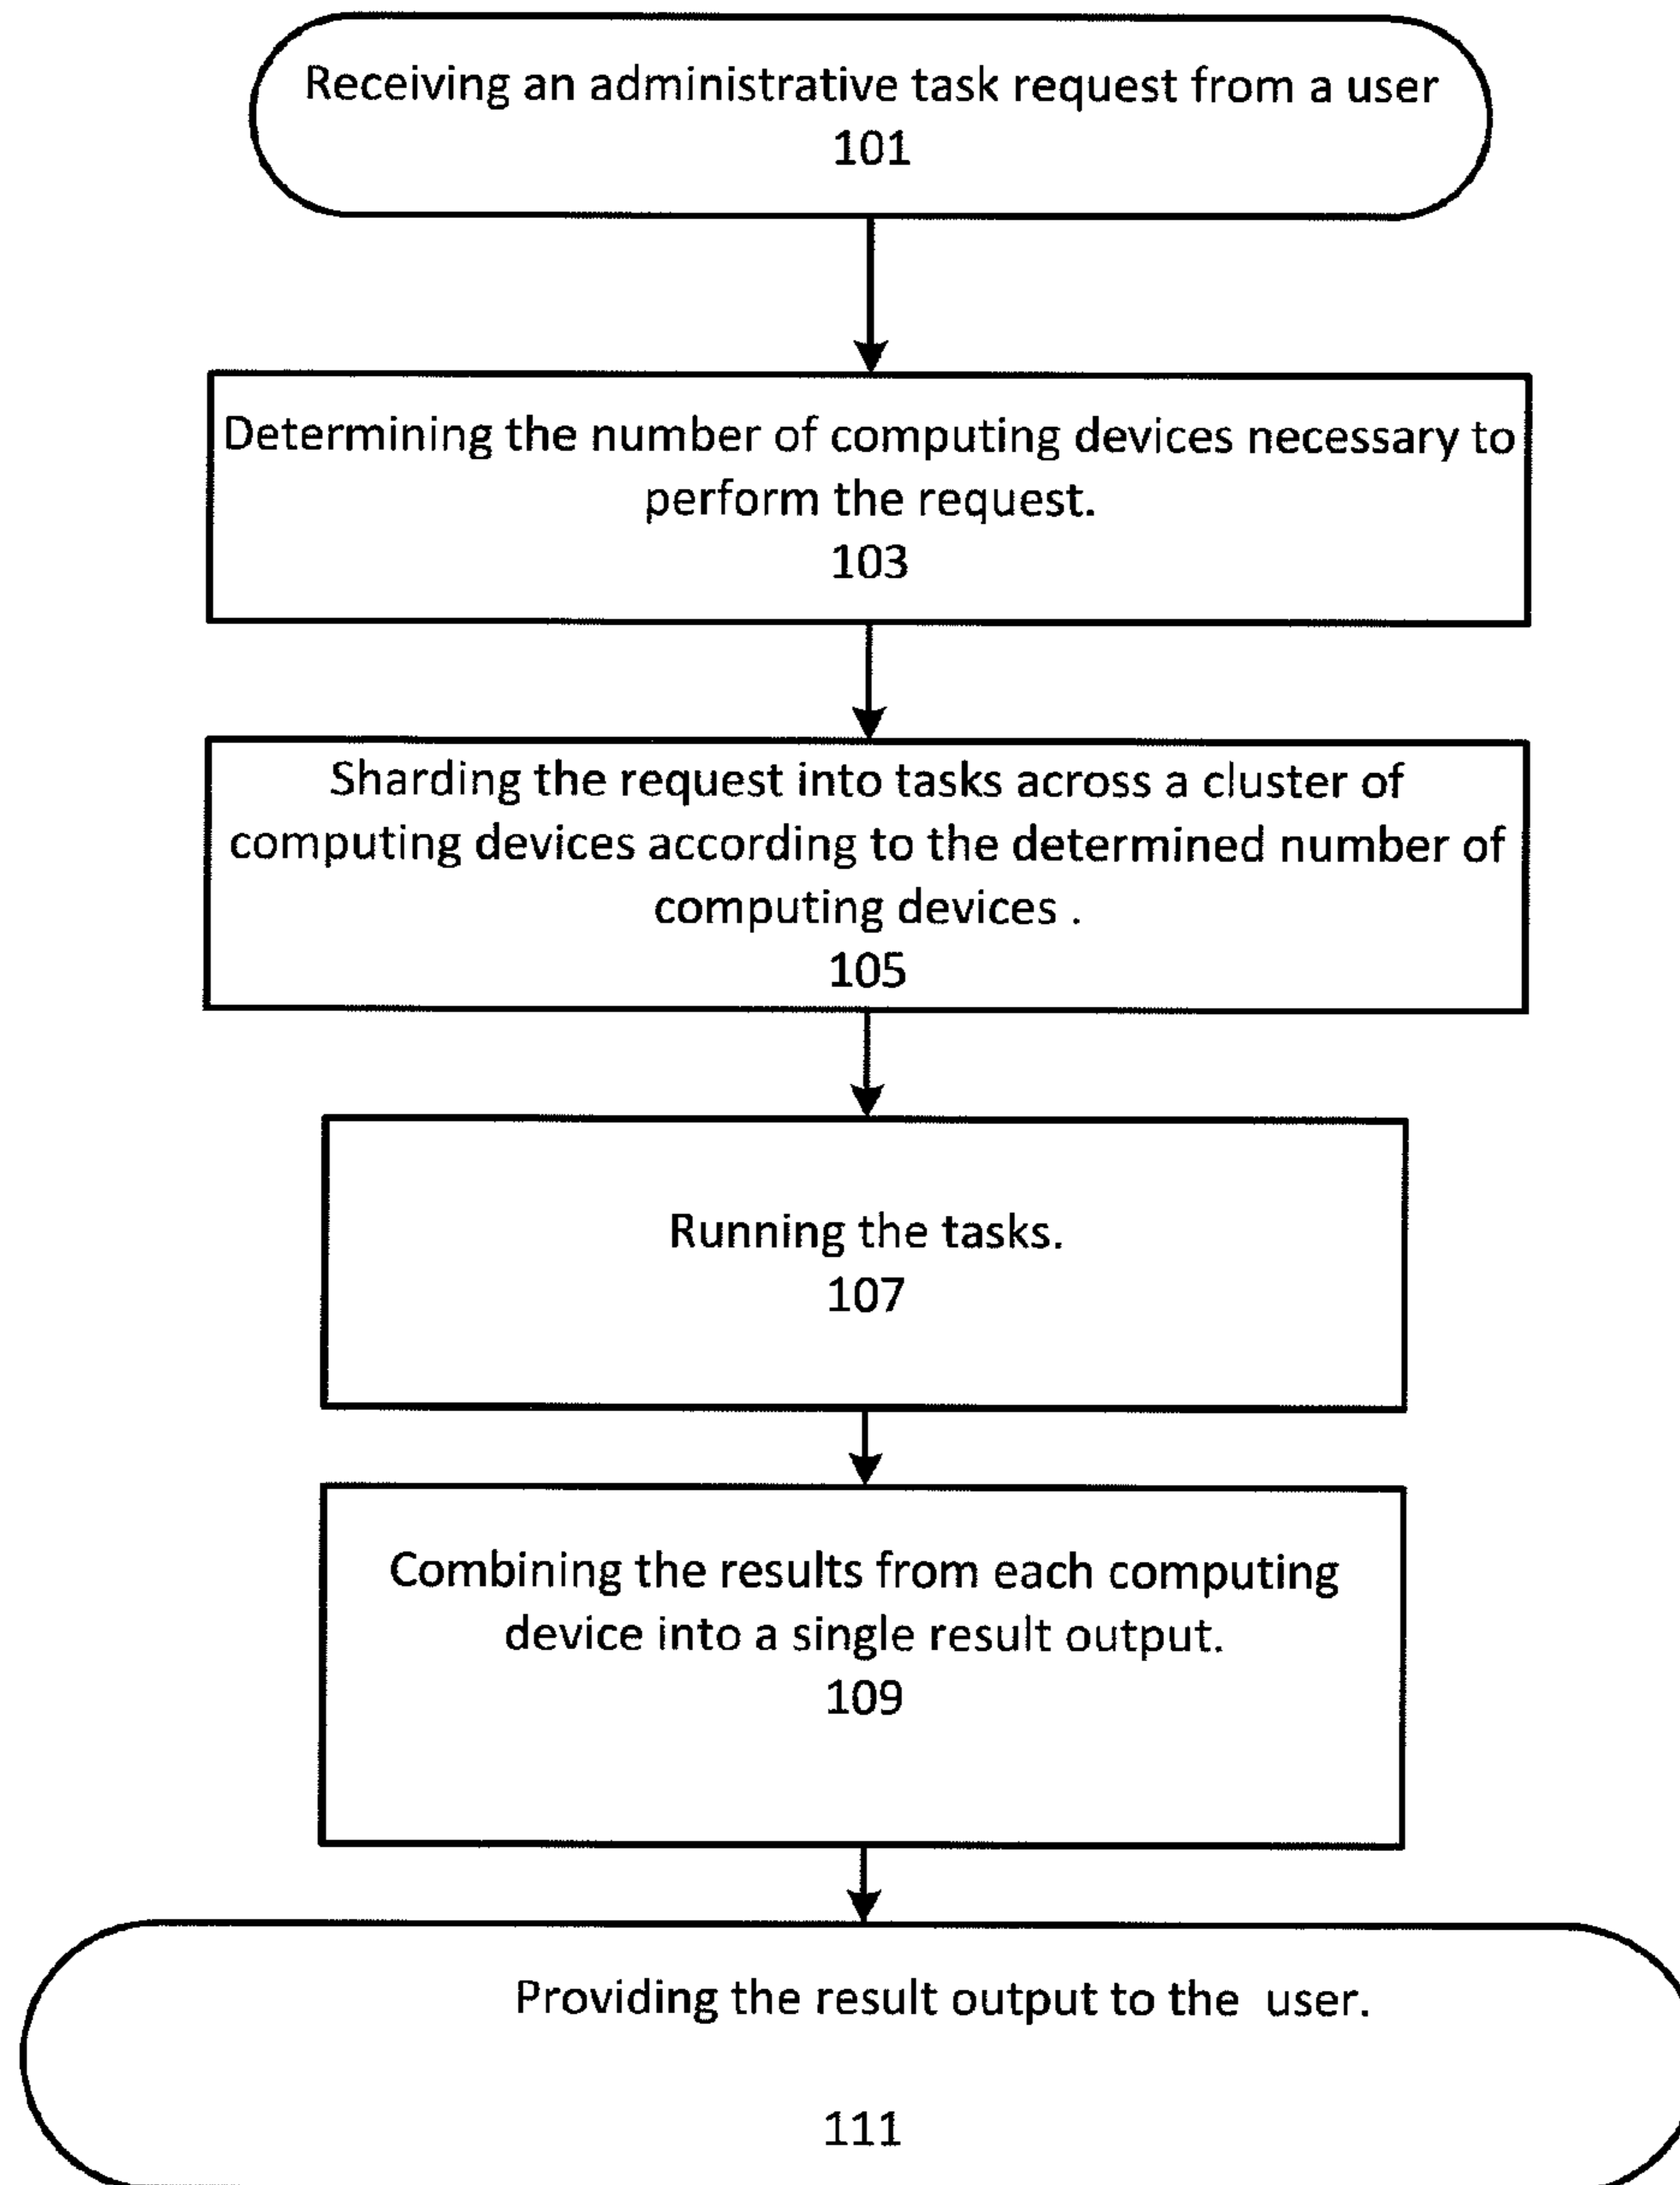 Receiving an administrative task request from a user
101
Determining the number of computing devices necessary to
perform the request.
103
Sharding the request into tasks across a cluster of
computing devices according to the determined number of
computing devices .
105
Running the tasks.
107
Combining the results from each computing
device into a single result output.
109
Providing the result output to the  user.
111